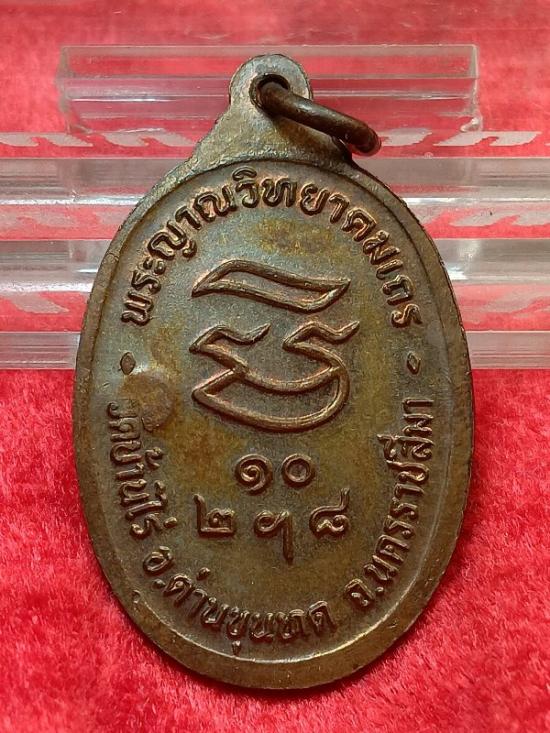 พระญาณวิทยาคมเถร
๑๐
๒ ๙ ๘
วัดบ้านไร่ อ.ด่านขุนทด จ.นครราชสีมา